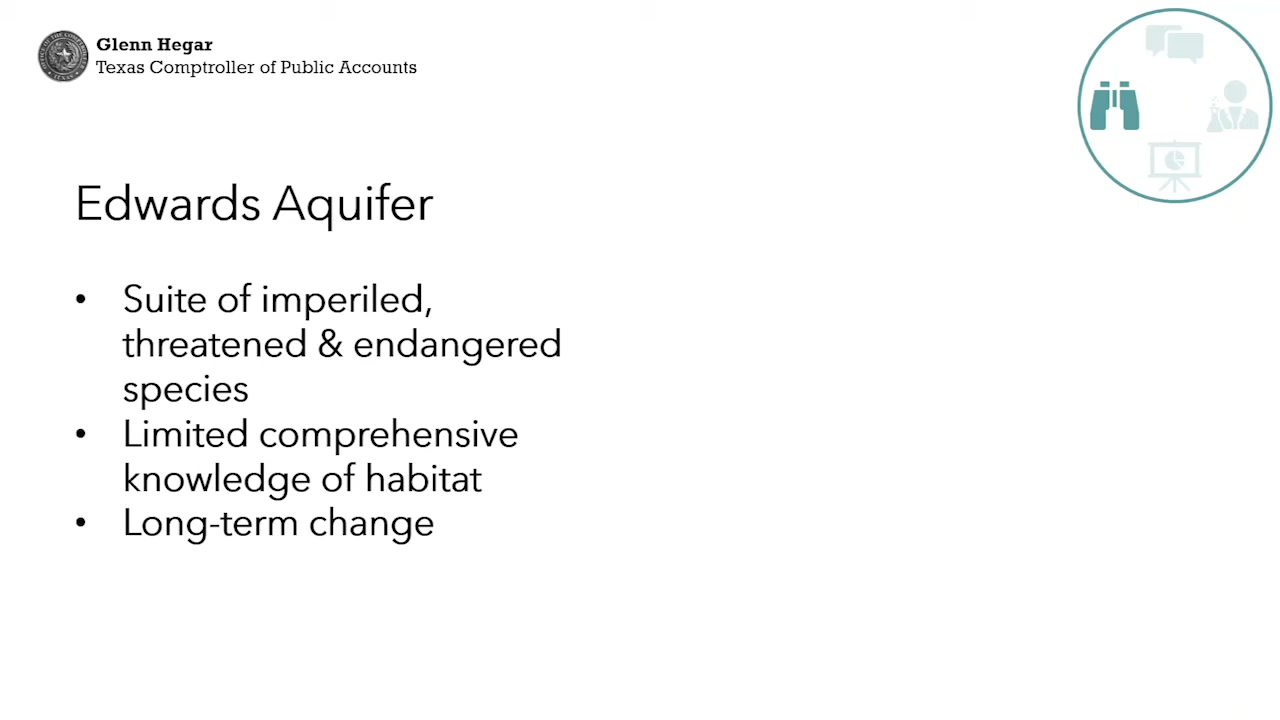 Glenn Hegar
Texas Comptroller of Public Accounts
Edwards Aquifer
• Suite of imperiled,
threatened & endangered
species
• Limited comprehensive
knowledge of habitat
• Long-term change